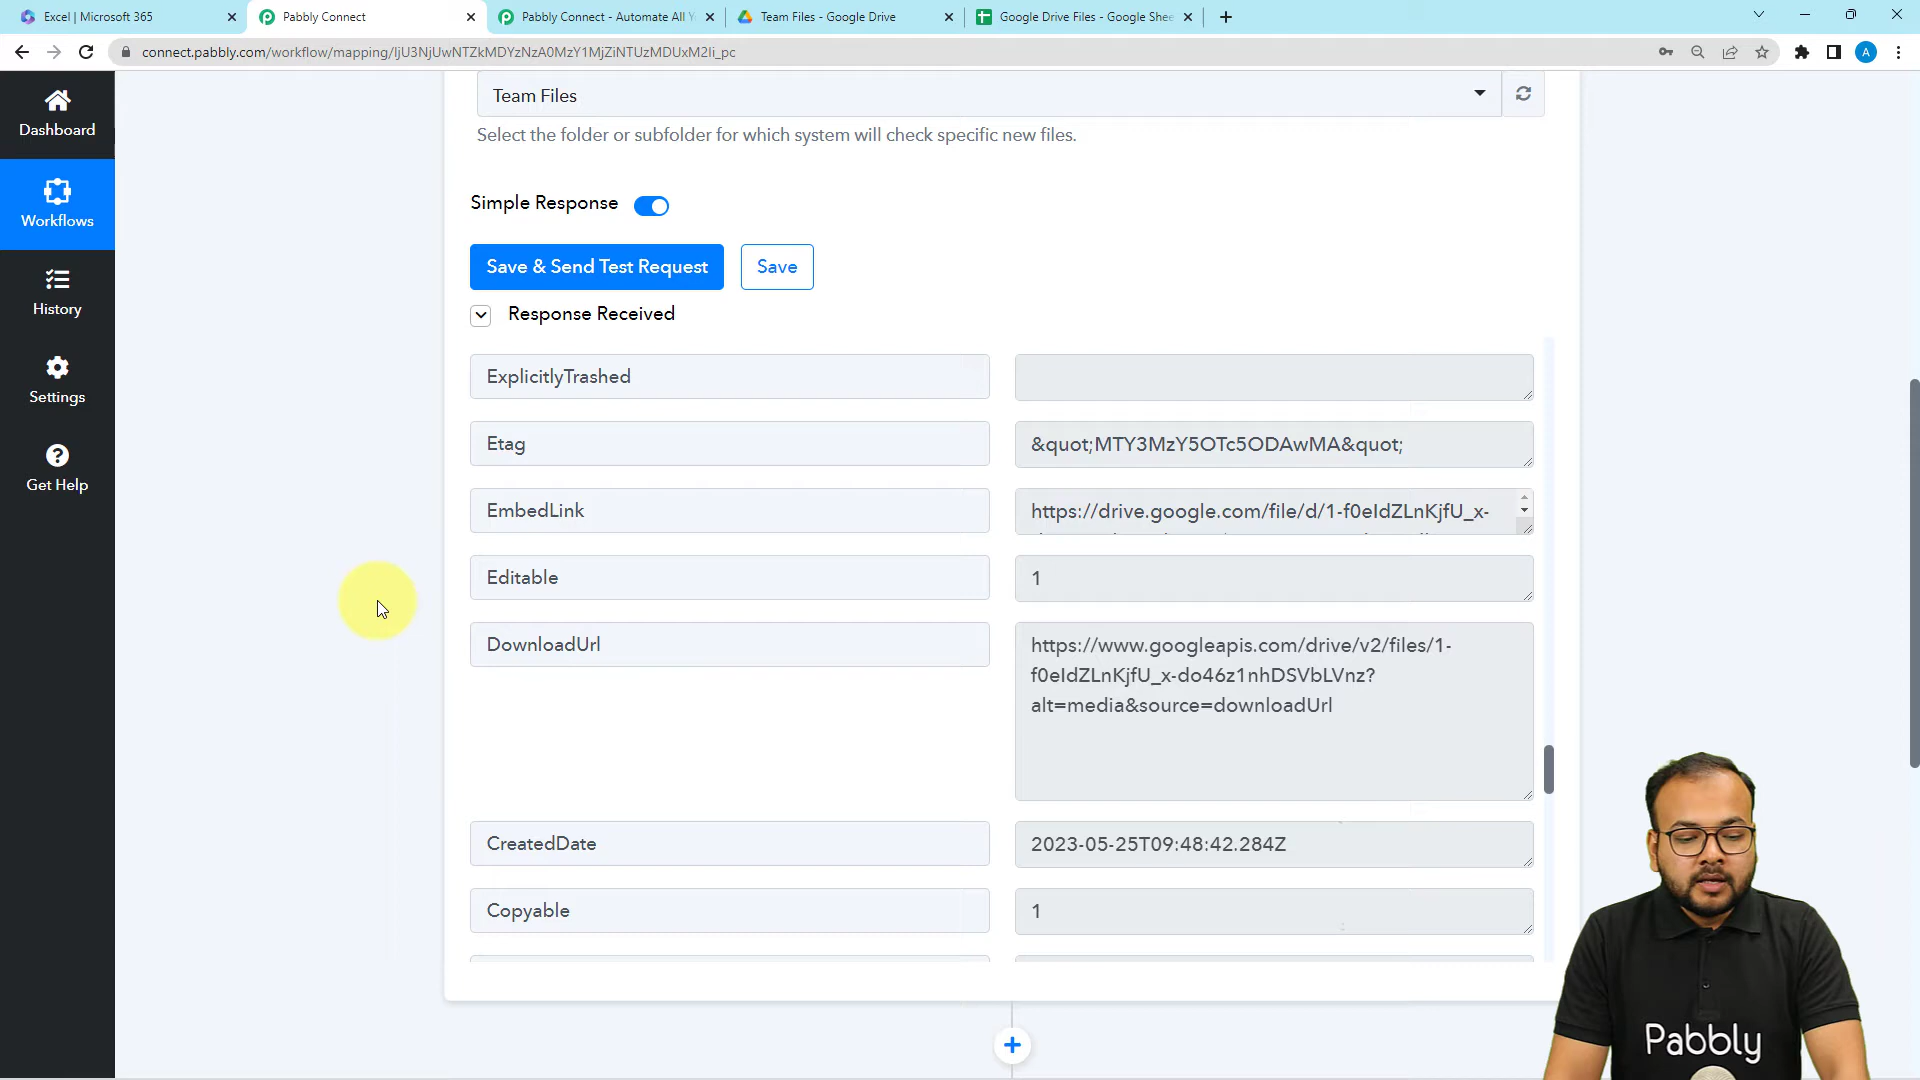 Excel | Microsoft 365
Pabbly Connect
Pabbly Connect - Automate All Y
Team Files - Google Drive
Google Drive Files - Google Shee
connect.pabbly.com/workflow/mapping/IjU3NjUwNTZkMDYzNzA0MzY1MjZiNTUzMDUxM2Ii_pc
A
Dashboard
Workflows
History
Settings
Get Help
Team Files
Select the folder or subfolder for which system will check specific new files.
Simple Response
Save & Send Test Request
Save
Response Received
ExplicitlyTrashed
Etag
&quot;MTY3MzY5OTc5ODAwMA&quot;
EmbedLink
https://drive.google.com/file/d/1-f0eIdZLnKjfU_x-
Editable
1
DownloadUrl
https://www.googleapis.com/drive/v2/files/1-
f0eIdZLnKjfU_x-do46z1nhDSVbLVnz?
alt=media&source=downloadUrl
CreatedDate
2023-05-25T09:48:42.284Z
Copyable
1
Pabbly